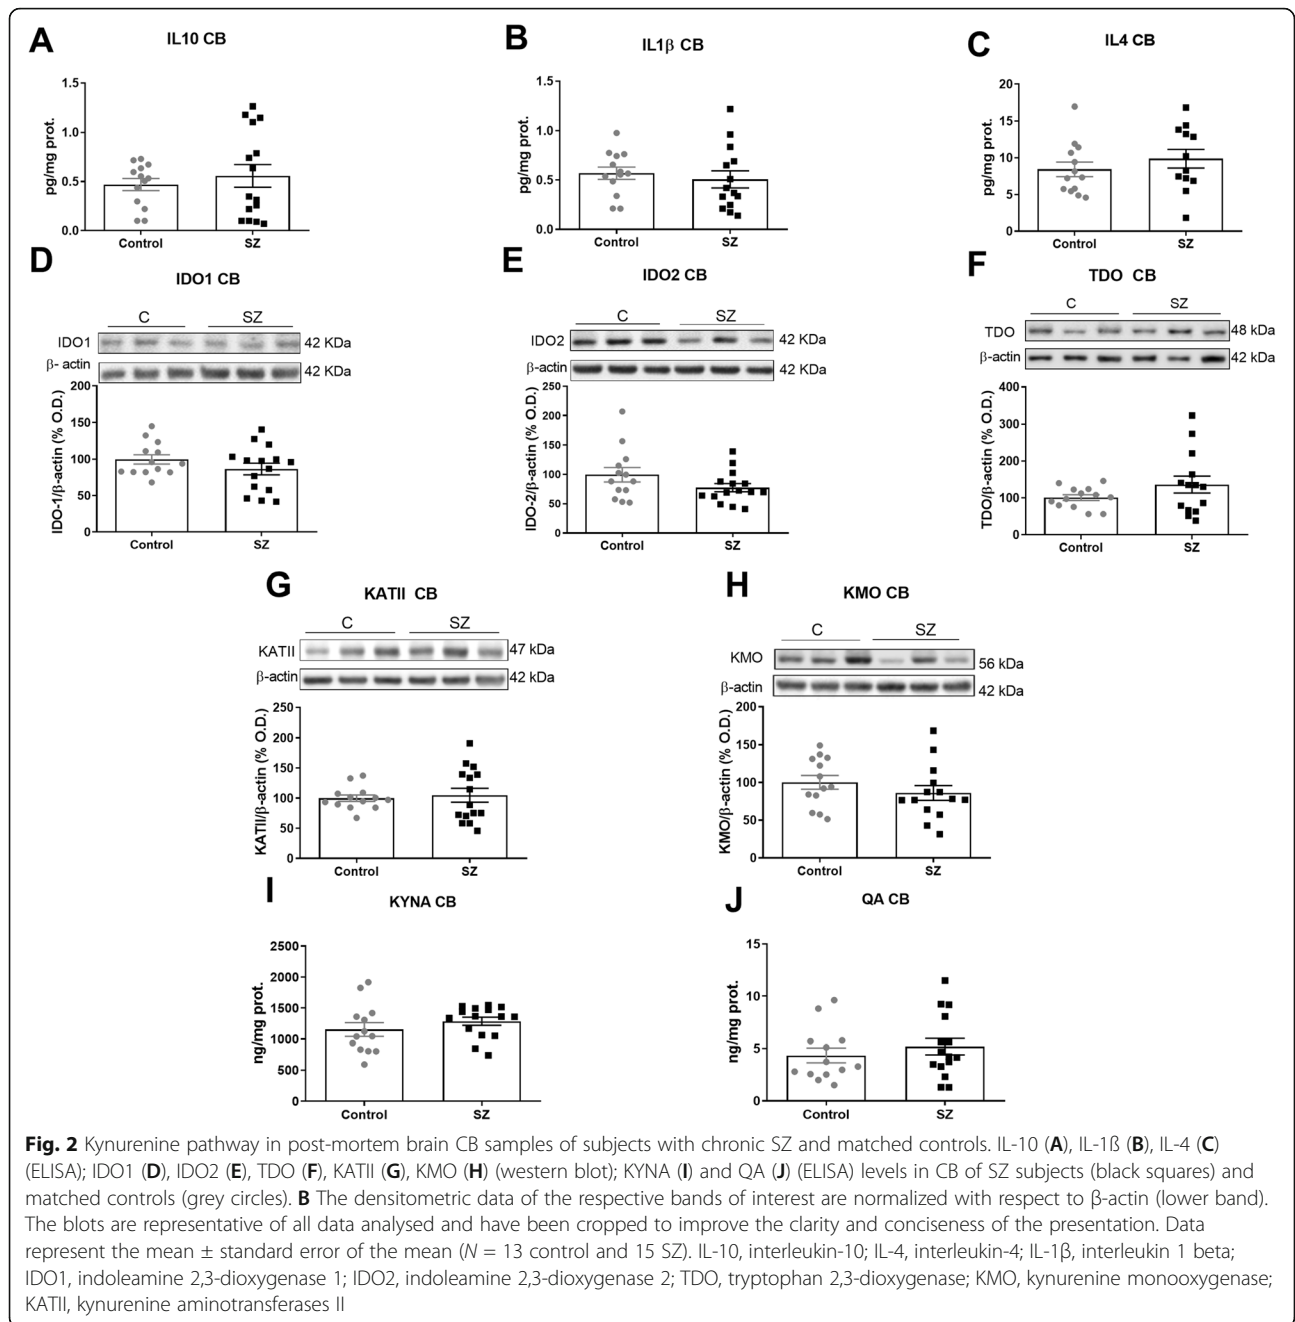 A
IL10 CB
pg/mg prot.
1.5
1.0
0.5
0.0
Control SZ
B
IL1β CB
pg/mg prot.
1.5
1.0
0.5
0.0
Control SZ
C
IL4 CB
pg/mg prot.
20
15
10
5
0
Control SZ
D
IDO1 CB
C SZ
IDO1 42 KDa
β- actin 42 KDa
IDO-1/β-actin (% O.D.)
200
150
100
50
0
Control SZ
E
IDO2 CB
C SZ
IDO2 42 KDa
β-actin 42 KDa
IDO-2/β-actin (% O.D.)
250
200
150
100
50
0
Control SZ
F
TDO CB
C SZ
TDO 48 kDa
β-actin 42 kDa
TDO/β-actin (% O.D.)
400
300
200
100
0
Control SZ
G
KATII CB
C SZ
KATII 47 kDa
β-actin 42 kDa
KATII/β-actin (% O.D.)
250
200
150
100
50
0
Control SZ
H
KMO CB
C SZ
KMO 56 kDa
β-actin 42 kDa
KMO/β-actin (% O.D.)
200
150
100
50
0
Control SZ
I
KYNA CB
ng/mg prot.
2500
2000
1500
1000
500
0
Control SZ
J
QA CB
ng/mg prot.
15
10
5
0
Control SZ
Fig. 2 Kynurenine pathway in post-mortem brain CB samples of subjects with chronic SZ and matched controls. IL-10 (A), IL-1ß (B), IL-4 (C)
(ELISA); IDO1 (D), IDO2 (E), TDO (F), KATII (G), KMO (H) (western blot); KYNA (I) and QA (J) (ELISA) levels in CB of SZ subjects (black squares) and
matched controls (grey circles). B The densitometric data of the respective bands of interest are normalized with respect to β-actin (lower band).
The blots are representative of all data analysed and have been cropped to improve the clarity and conciseness of the presentation. Data
represent the mean ± standard error of the mean (N = 13 control and 15 SZ). IL-10, interleukin-10; IL-4, interleukin-4; IL-1β, interleukin 1 beta;
IDO1, indoleamine 2,3-dioxygenase 1; IDO2, indoleamine 2,3-dioxygenase 2; TDO, tryptophan 2,3-dioxygenase; KMO, kynurenine monooxygenase;
KATII, kynurenine aminotransferases II